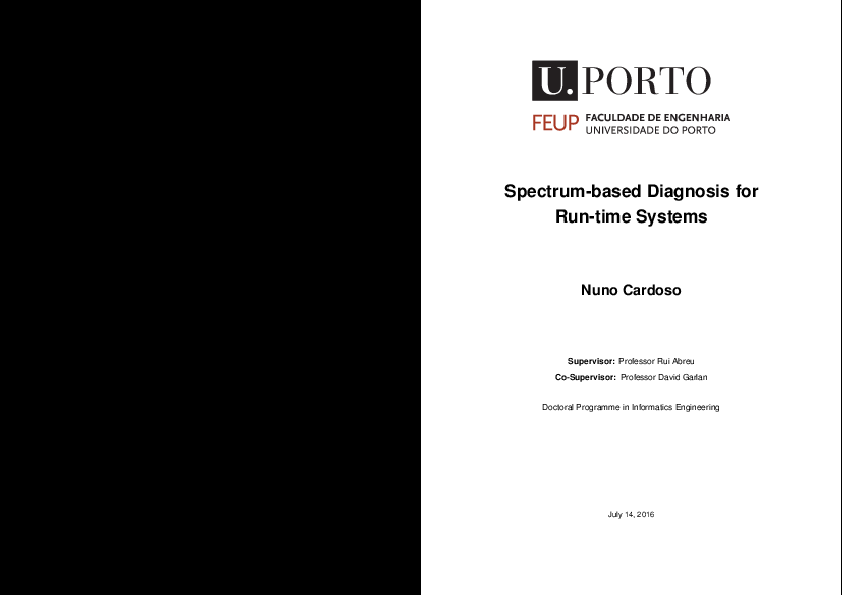 U. PORTO
FEUP FACULDADE DE ENGENHARIA
UNIVERSIDADE DO PORTO
Spectrum-based Diagnosis for
Run-time Systems
Nuno Cardoso
Supervisor: Professor Rui Abreu
Co-Supervisor: Professor David Garlan
Doctoral Programme in Informatics Engineering
July 14, 2016